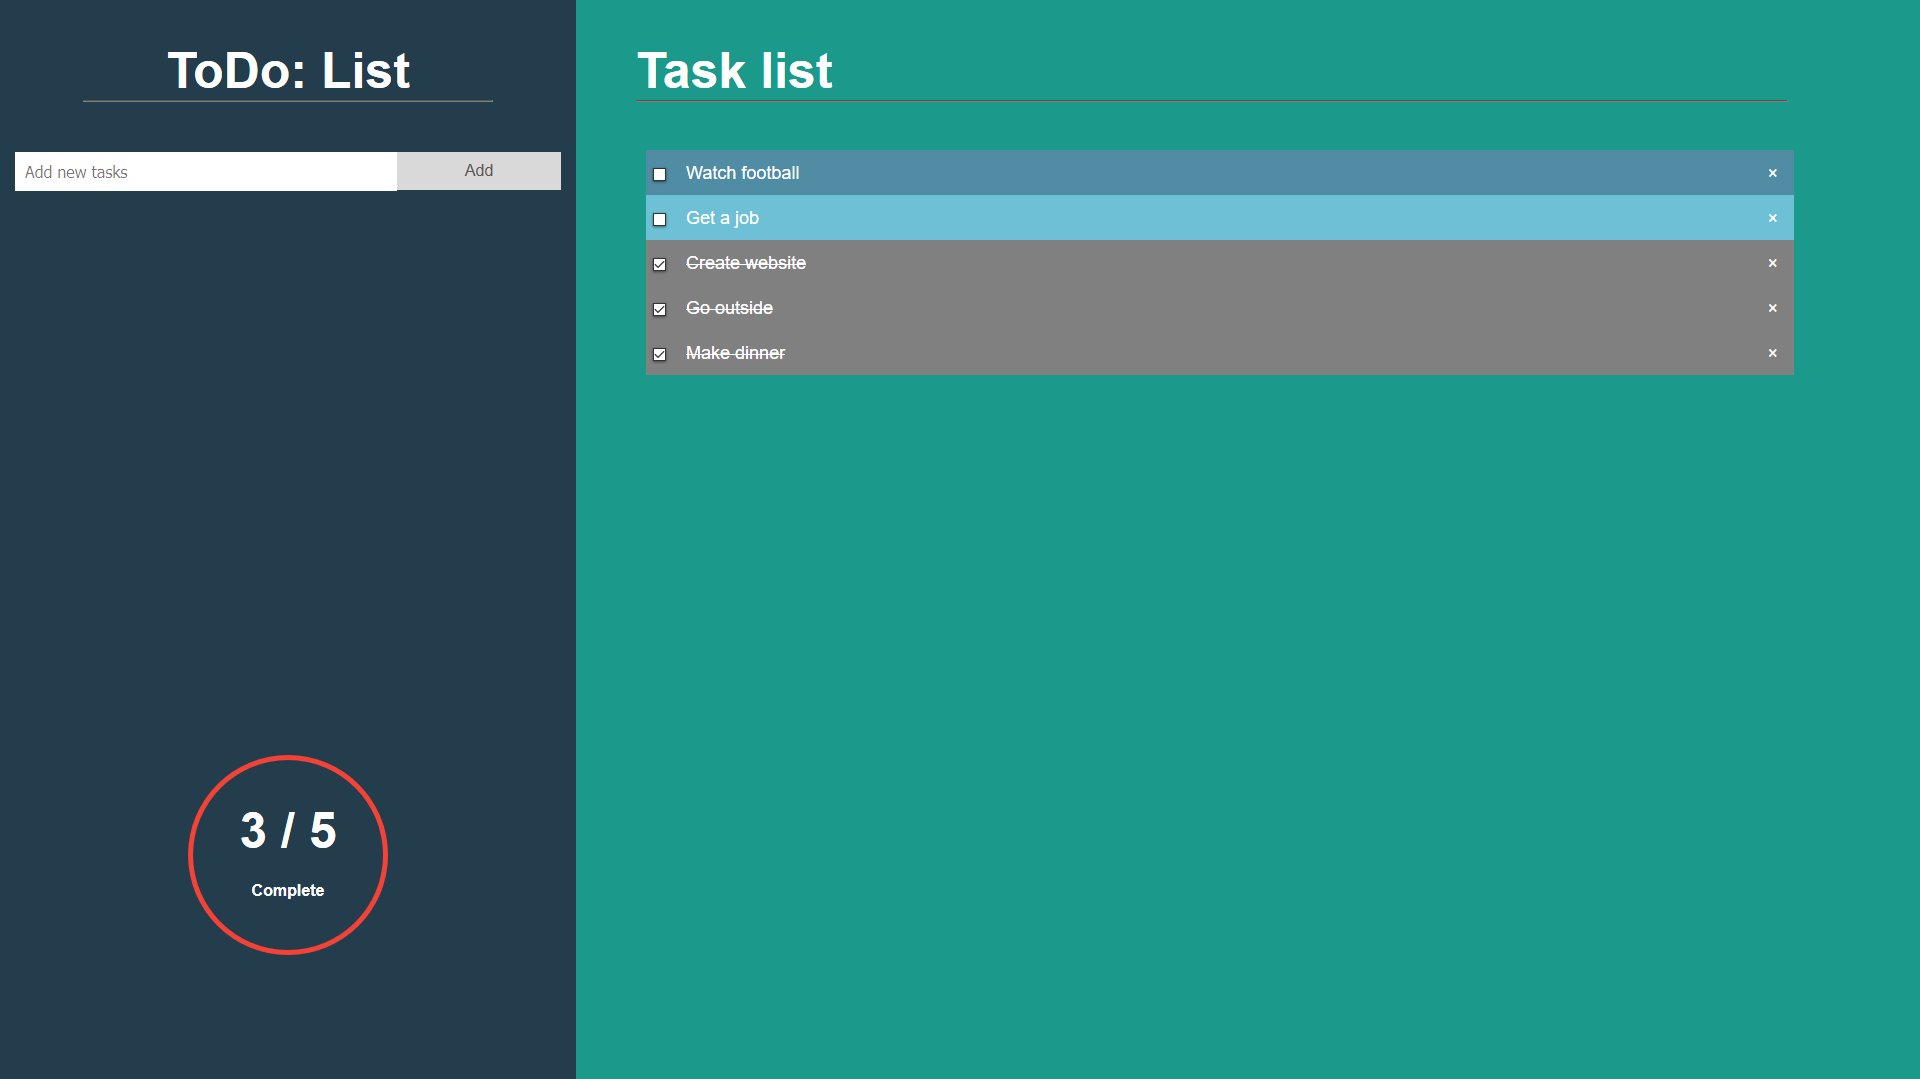 ToDo: List
Add new tasks
Add
3 / 5
Complete
Task list
Watch football ×
Get a job ×
Create website ×
Go outside ×
Make dinner ×